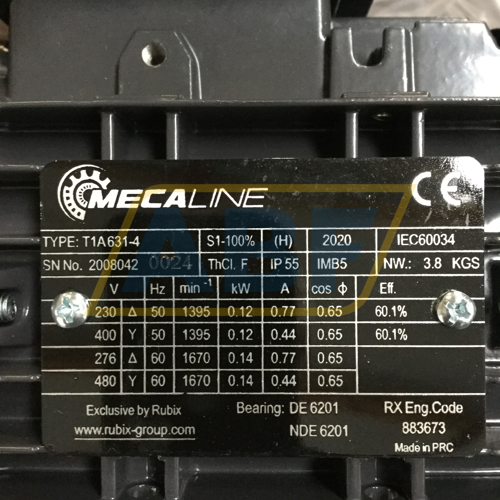 MECALINE CE
TYPE: T1A631-4 S1-100% (H) 2020 IEC60034
SN No. 2008042 0024 ThCl. F IP 55 IMB5 NW.: 3.8 KGS
V Hz min⁻¹ kW A cos ϕ Eff.
230 Δ 50 1395 0.12 0.77 0.65 60.1%
400 Y 50 1395 0.12 0.44 0.65 60.1%
276 Δ 60 1670 0.14 0.77 0.65
480 Y 60 1670 0.14 0.44 0.65
Exclusive by Rubix Bearing: DE 6201 RX Eng.Code
www.rubix-group.com NDE 6201 883673
Made in PRC